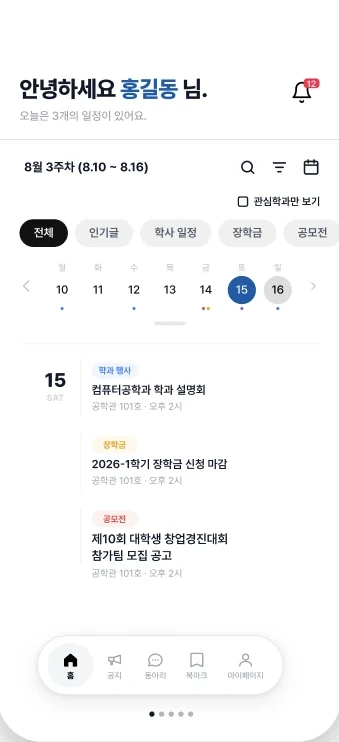 안녕하세요 홍길동 님.
12
오늘은 3개의 일정이 있어요.
8월 3주차 (8.10 ~ 8.16)
관심학과만 보기
전체 인기글 학사 일정 장학금 공모전
월 화 수 목 금 토 일
10 11 12 13 14 15 16
15
SAT
학과 행사
컴퓨터공학과 학과 설명회
공학관 101호 · 오후 2시
장학금
2026-1학기 장학금 신청 마감
공학관 101호 · 오후 2시
공모전
제10회 대학생 창업경진대회
참가팀 모집 공고
공학관 101호 · 오후 2시
홈 공지 동아리 북마크 마이페이지